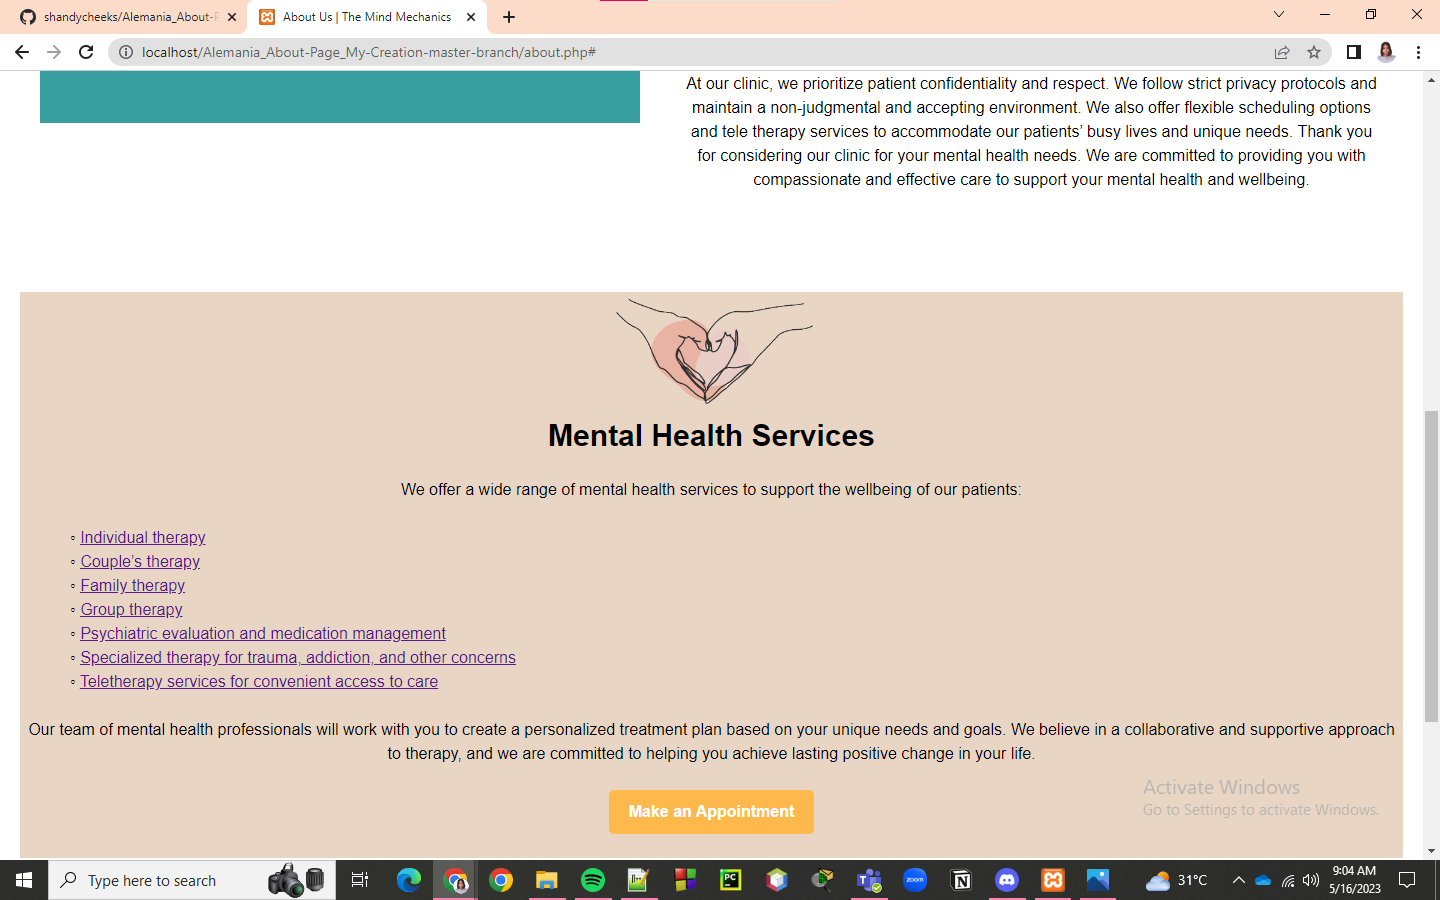 shandycheeks/Alemania_About-P
About Us | The Mind Mechanics
localhost/Alemania_About-Page_My-Creation-master-branch/about.php#
At our clinic, we prioritize patient confidentiality and respect. We follow strict privacy protocols and
maintain a non-judgmental and accepting environment. We also offer flexible scheduling options
and tele therapy services to accommodate our patients’ busy lives and unique needs. Thank you
for considering our clinic for your mental health needs. We are committed to providing you with
compassionate and effective care to support your mental health and wellbeing.
Mental Health Services
We offer a wide range of mental health services to support the wellbeing of our patients:
◦ Individual therapy
◦ Couple’s therapy
◦ Family therapy
◦ Group therapy
◦ Psychiatric evaluation and medication management
◦ Specialized therapy for trauma, addiction, and other concerns
◦ Teletherapy services for convenient access to care
Our team of mental health professionals will work with you to create a personalized treatment plan based on your unique needs and goals. We believe in a collaborative and supportive approach
to therapy, and we are committed to helping you achieve lasting positive change in your life.
Make an Appointment
Activate Windows
Go to Settings to activate Windows.
Type here to search
PC
zoom
31°C
9:04 AM
5/16/2023